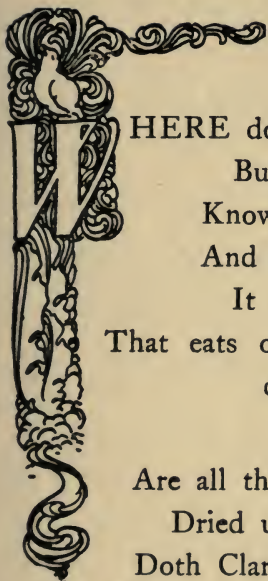 WHERE do
Bu
Know
And
It
That eats o
Are all th
Dried u
Doth Clar